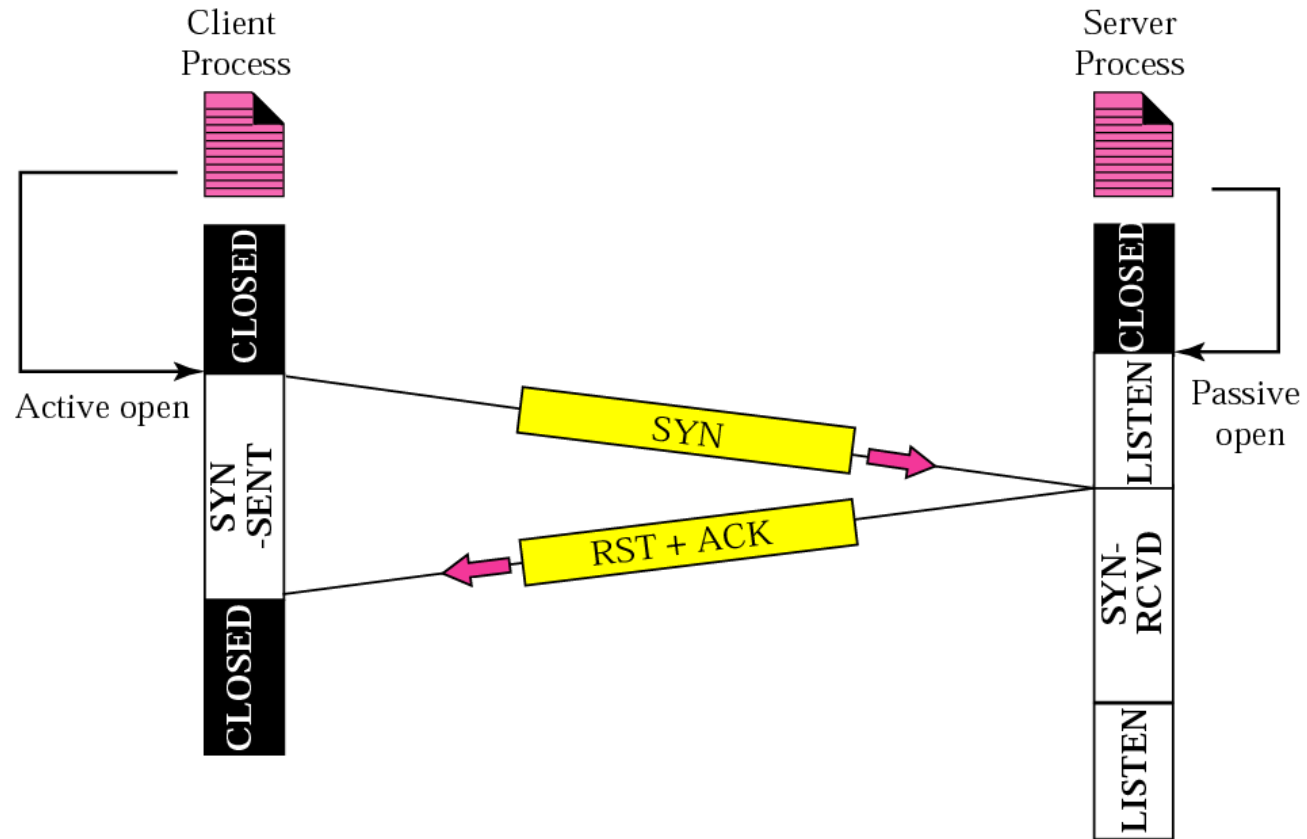 Client
Process
Server
Process
CLOSED
CLOSED
Active open
Passive
open
LISTEN
SYN
SYN
-SENT
RST + ACK
SYN-
RCVD
CLOSED
LISTEN